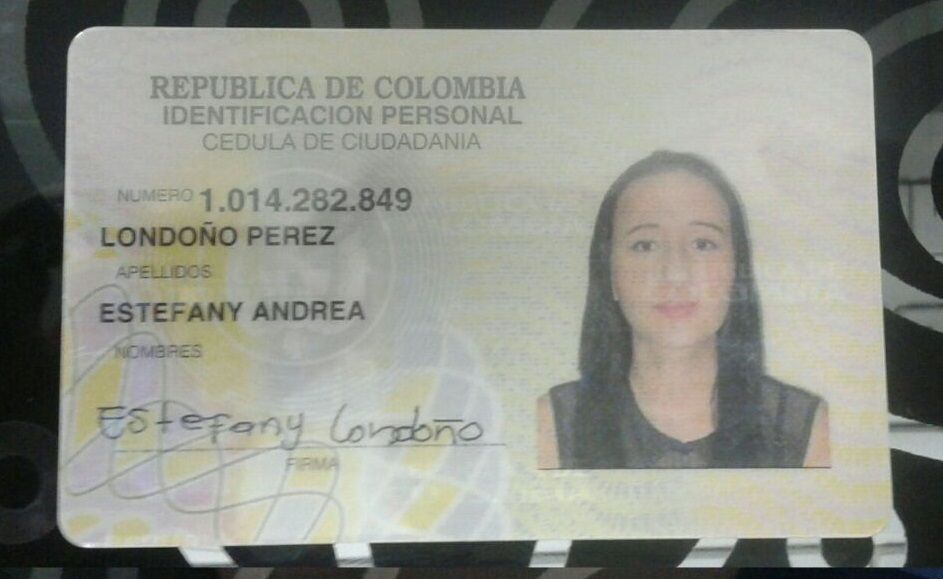 REPUBLICA DE COLOMBIA
IDENTIFICACION PERSONAL
CEDULA DE CIUDADANIA
NUMERO 1.014.282.849
LONDOÑO PEREZ
APELLIDOS
ESTEFANY ANDREA
NOMBRES
EStefany Londoño
FIRMA